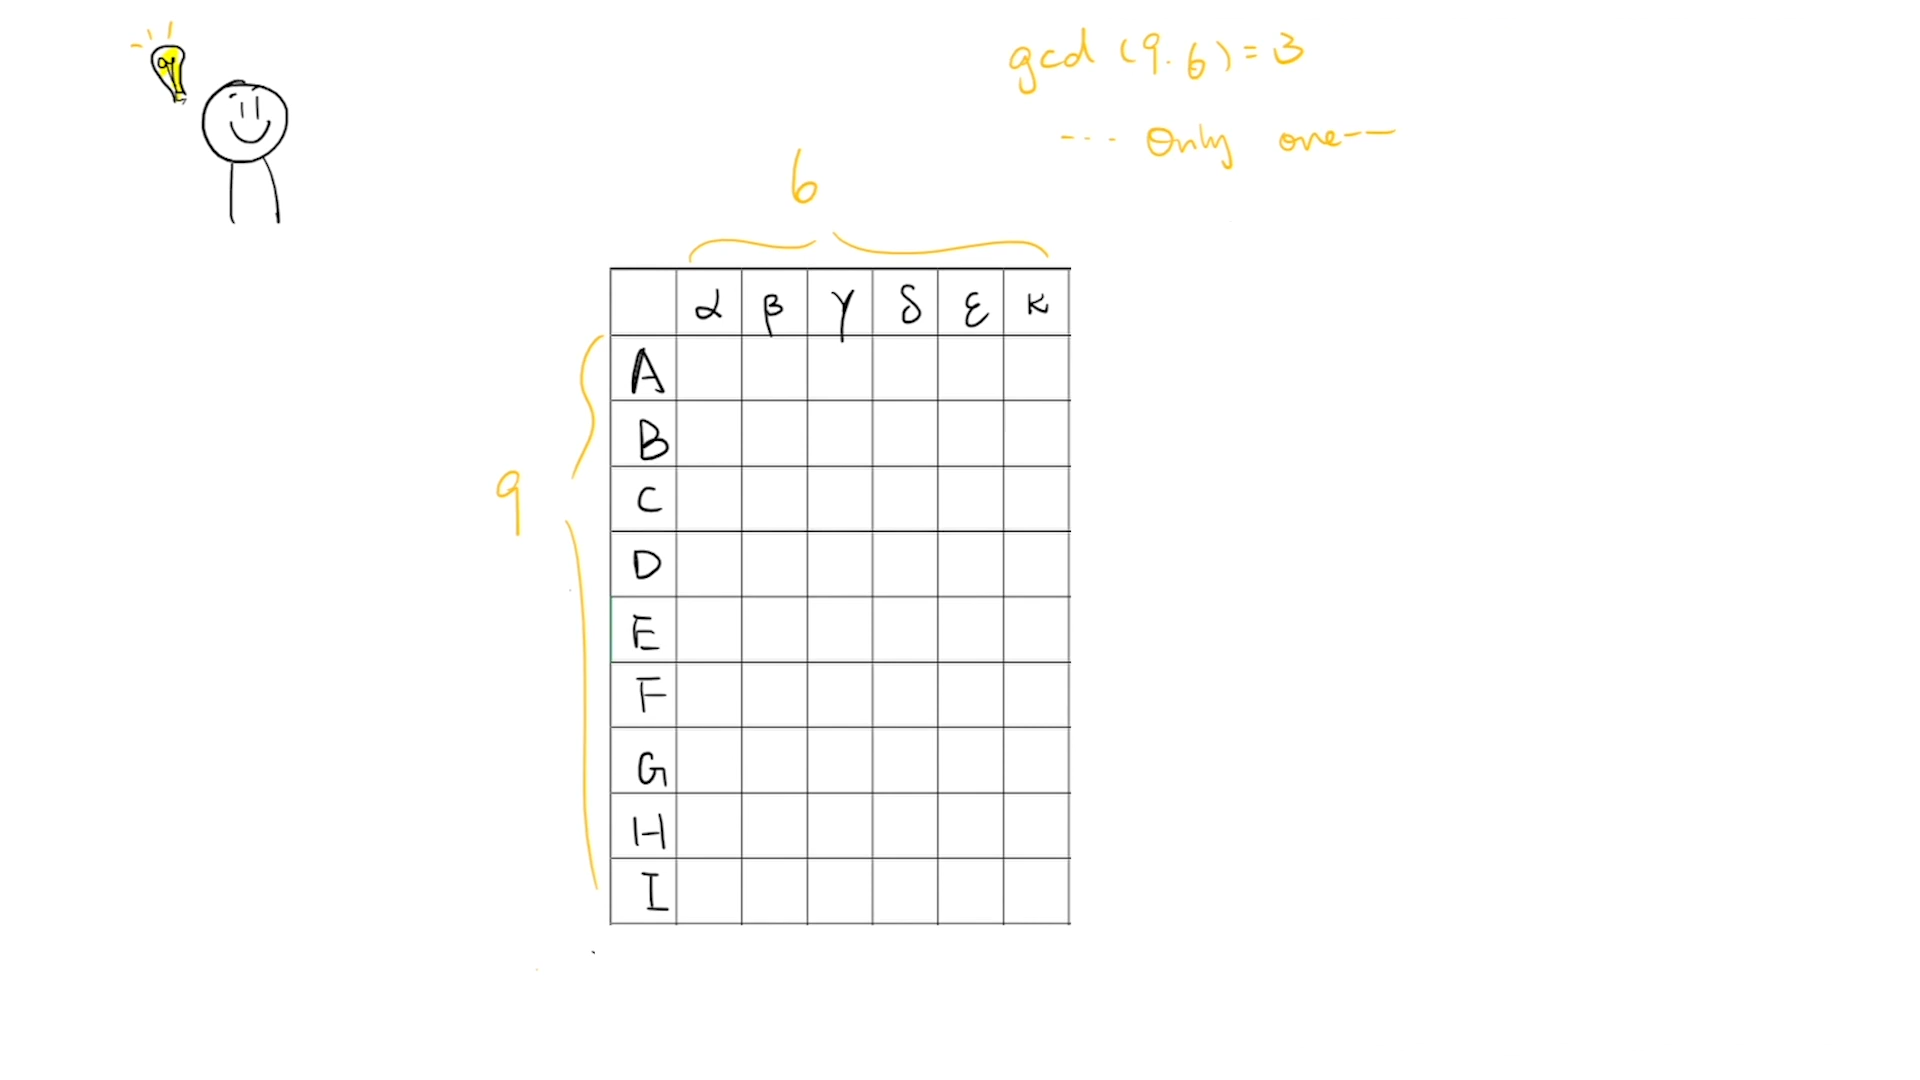 gcd (9.6) = 3
--- Only one--
6
α β γ δ ε κ
A
B
C
9
D
E
F
G
H
I